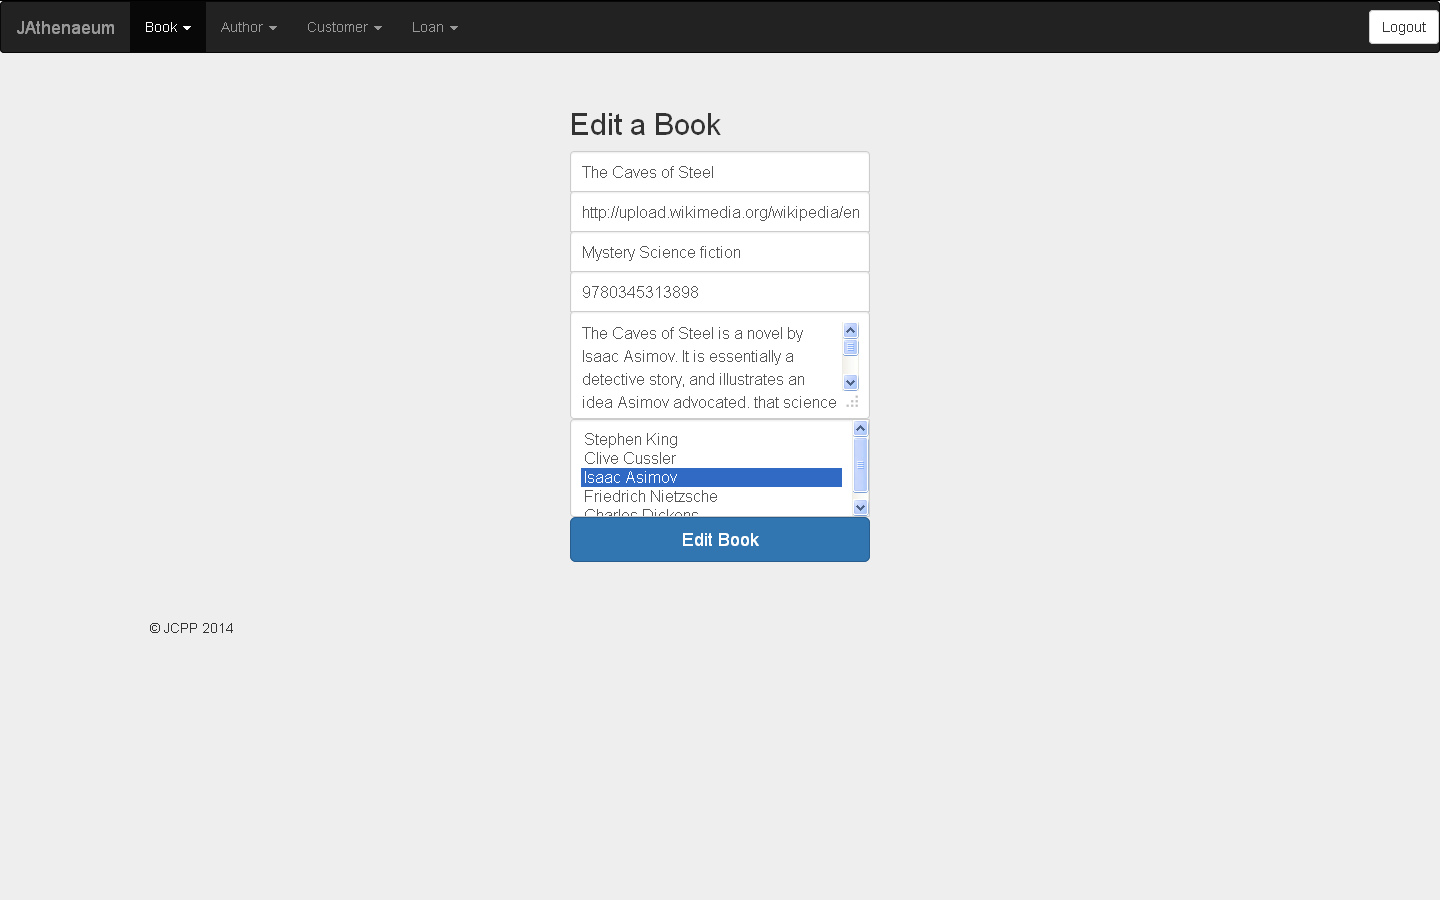 JAthenaeum Book Author Customer Loan Logout
Edit a Book
The Caves of Steel
http://upload.wikimedia.org/wikipedia/en
Mystery Science fiction
9780345313898
The Caves of Steel is a novel by
Isaac Asimov. It is essentially a
detective story, and illustrates an
idea Asimov advocated, that science
Stephen King
Clive Cussler
Isaac Asimov
Friedrich Nietzsche
Charles Dickens
Edit Book
© JCPP 2014